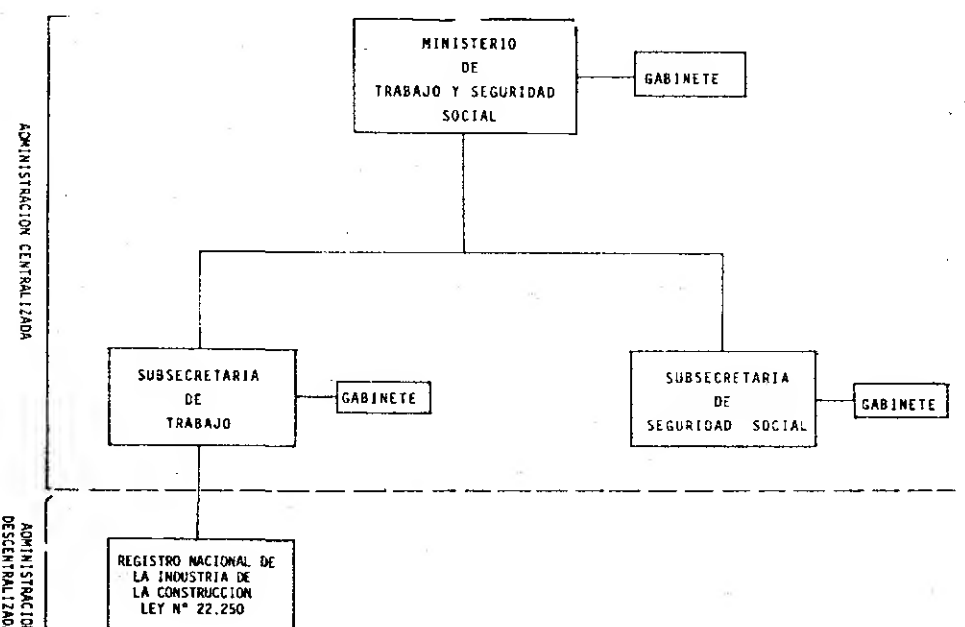 MINISTERIO
DE
TRABAJO Y SEGURIDAD
SOCIAL
GABINETE
ADMINISTRACION CENTRALIZADA
SUBSECRETARIA
DE
TRABAJO
GABINETE
SUBSECRETARIA
DE
SEGURIDAD SOCIAL
GABINETE
ADMINISTRACION
DESCENTRALIZADA
REGISTRO NACIONAL DE
LA INDUSTRIA DE
LA CONSTRUCCION
LEY N° 22.250